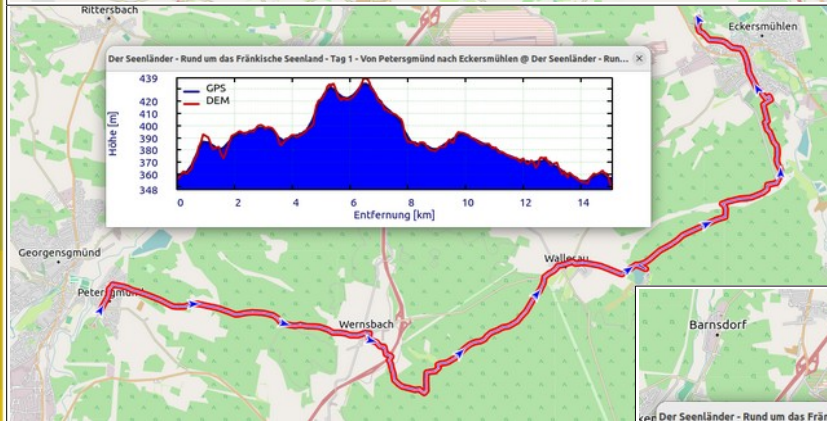 Rittersbach
Eckersmühlen
Der Seenländer - Rund um das Fränkische Seenland - Tag 1 - Von Petersgmünd nach Eckersmühlen @ Der Seenländer - Run...
439
420
410
400
390
380
370
360
348
Höhe [m]
GPS
DEM
0 2 4 6 8 10 12 14
Entfernung [km]
Georgensgmünd
Petersgmünd
Wallesau
Wernsbach
Barnsdorf
Der Seenländer - Rund um das Frän